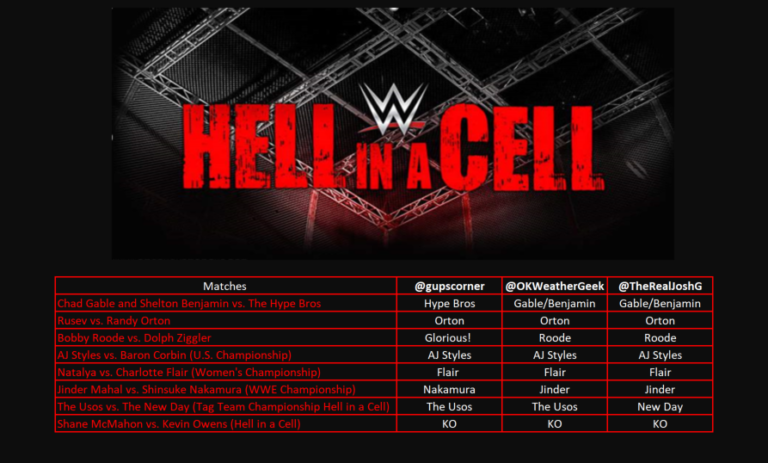 W
HELL IN A CELL
Matches @gupscorner @OKWeatherGeek @TheRealJoshG
Chad Gable and Shelton Benjamin vs. The Hype Bros Hype Bros Gable/Benjamin Gable/Benjamin
Rusev vs. Randy Orton Orton Orton Orton
Bobby Roode vs. Dolph Ziggler Glorious! Roode Roode
AJ Styles vs. Baron Corbin (U.S. Championship) AJ Styles AJ Styles AJ Styles
Natalya vs. Charlotte Flair (Women's Championship) Flair Flair Flair
Jinder Mahal vs. Shinsuke Nakamura (WWE Championship) Nakamura Jinder Jinder
The Usos vs. The New Day (Tag Team Championship Hell in a Cell) The Usos The Usos New Day
Shane McMahon vs. Kevin Owens (Hell in a Cell) KO KO KO